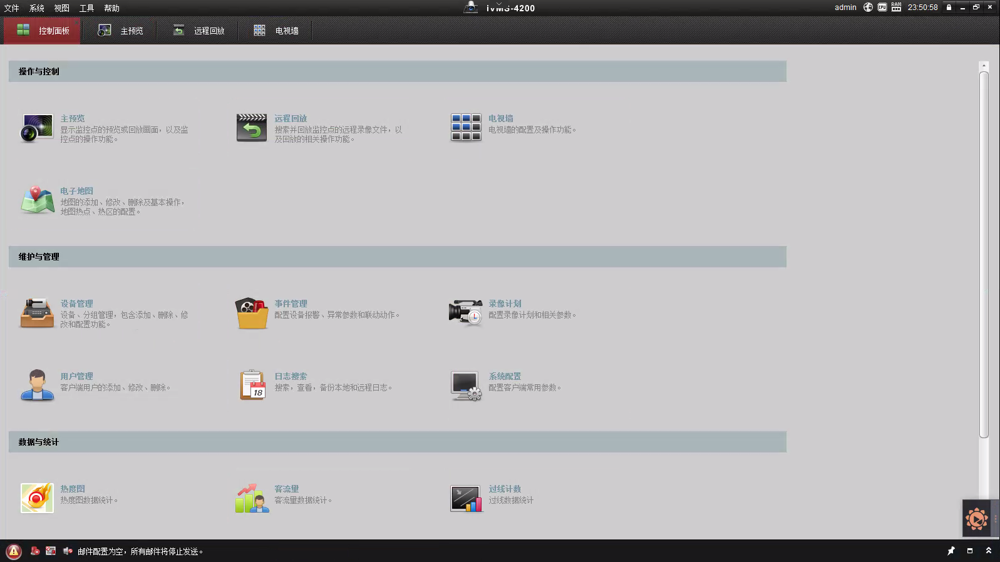 文件 系统 视图 工具 帮助
iVMS-4200
admin
CPU
RAM
23:50:58
控制面板
主预览
远程回放
电视墙
操作与控制
主预览
显示监控点的预览或回放画面，以及监
控点的操作功能。
远程回放
搜索并回放监控点的远程录像文件，以
及回放的相关操作功能。
电视墙
电视墙的配置及操作功能。
电子地图
地图的添加、修改、删除及基本操作，
地图热点、热区的配置。
维护与管理
设备管理
设备、分组管理，包含添加、删除、修
改和配置功能。
事件管理
配置设备报警、异常参数和联动动作。
录像计划
配置录像计划和相关参数。
用户管理
客户端用户的添加、修改、删除。
18
日志搜索
搜索，查看，备份本地和远程日志。
系统配置
配置客户端常用参数。
数据与统计
热度图
热度图数据统计。
客流量
客流量数据统计。
过线计数
过线数据统计
邮件配置为空，所有邮件将停止发送。